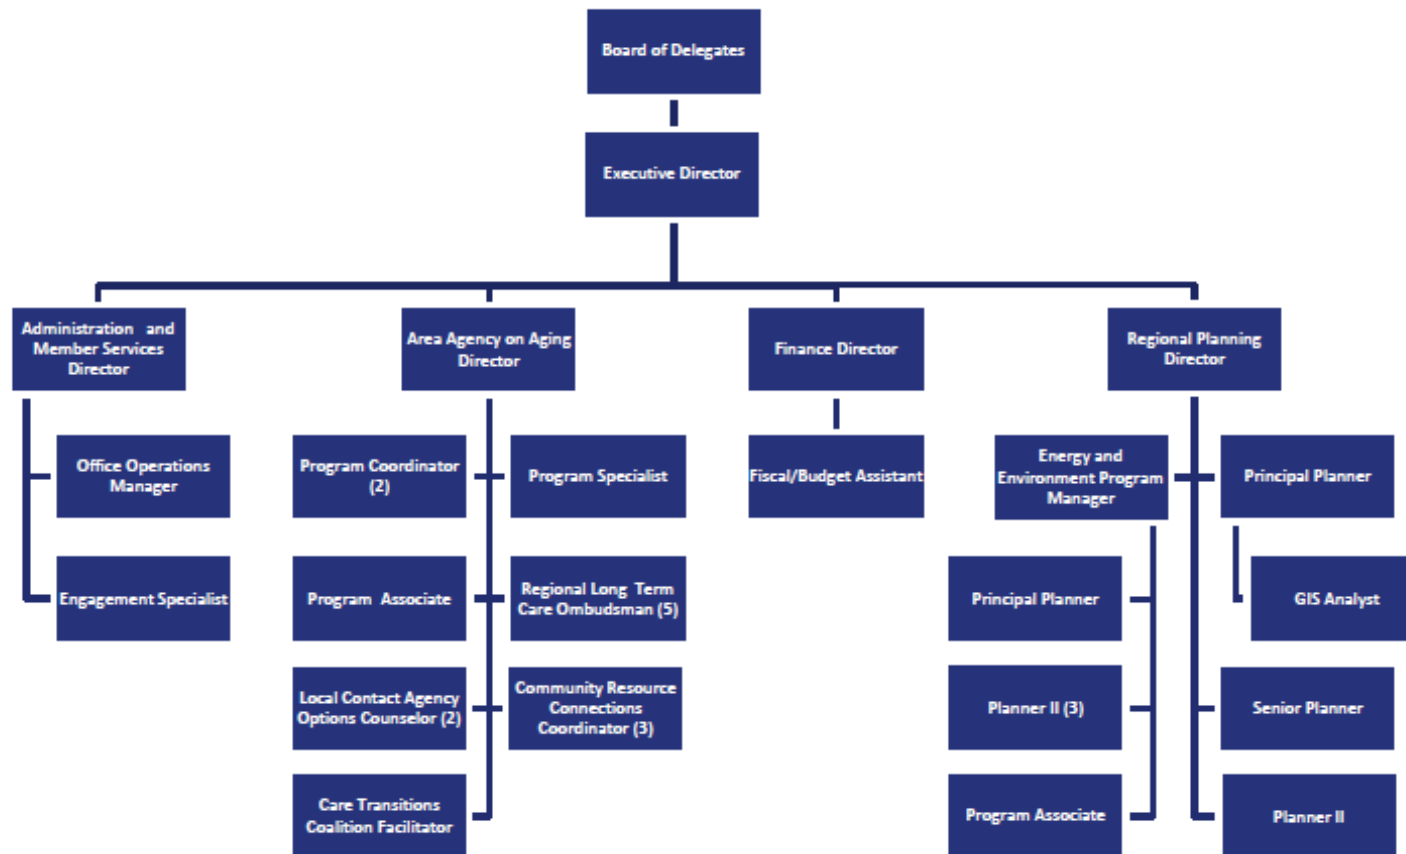 Board of Delegates
Executive Director
Administration and
Member Services
Director
Area Agency on Aging
Director
Finance Director
Regional Planning
Director
Office Operations
Manager
Engagement Specialist
Program Coordinator
(2)
Program Specialist
Program Associate
Regional Long Term
Care Ombudsman (5)
Local Contact Agency
Options Counselor (2)
Community Resource
Connections
Coordinator (3)
Care Transitions
Coalition Facilitator
Fiscal/Budget Assistant
Energy and
Environment Program
Manager
Principal Planner
Principal Planner
GIS Analyst
Planner II (3)
Senior Planner
Program Associate
Planner II